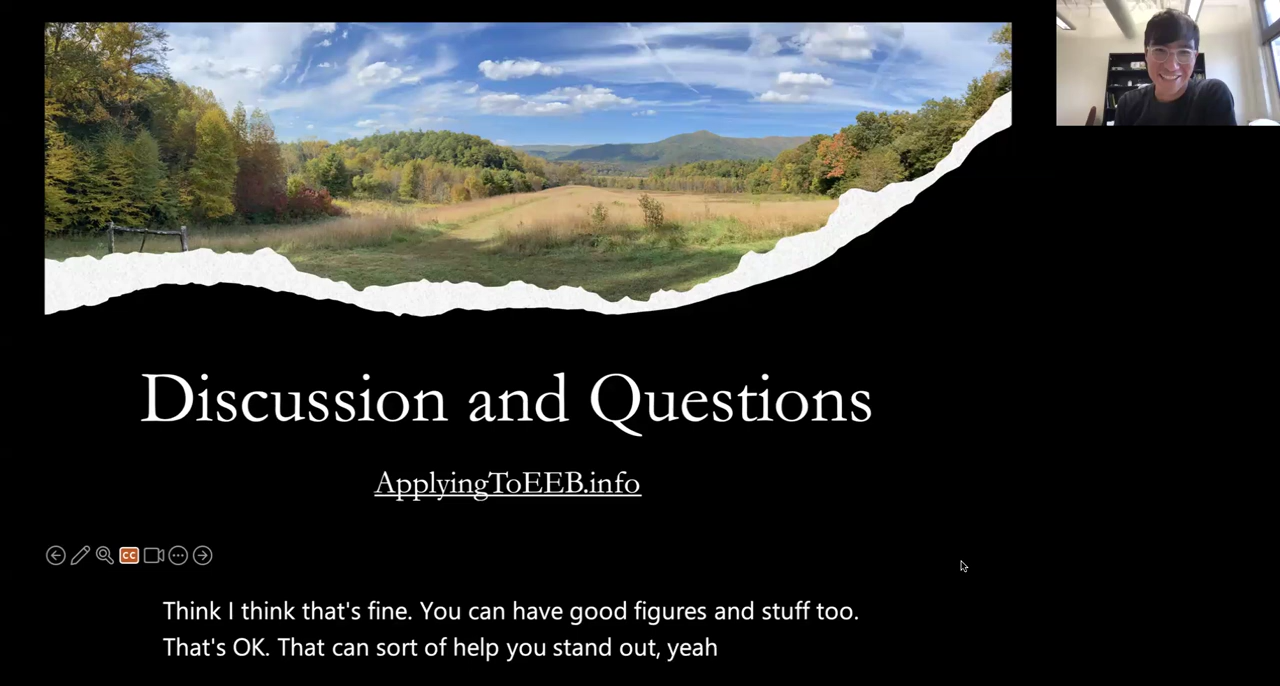 Discussion and Questions
ApplyingToEEB.info
CC
Think I think that's fine. You can have good figures and stuff too.
That's OK. That can sort of help you stand out, yeah